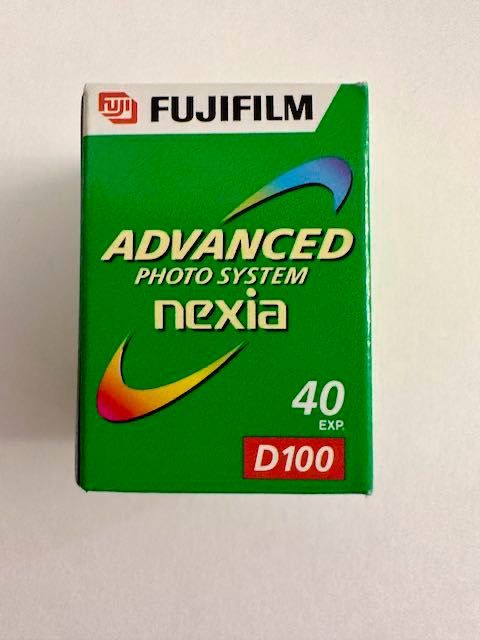 FUJI FUJIFILM
ADVANCED
PHOTO SYSTEM
nexia
40
EXP.
D100